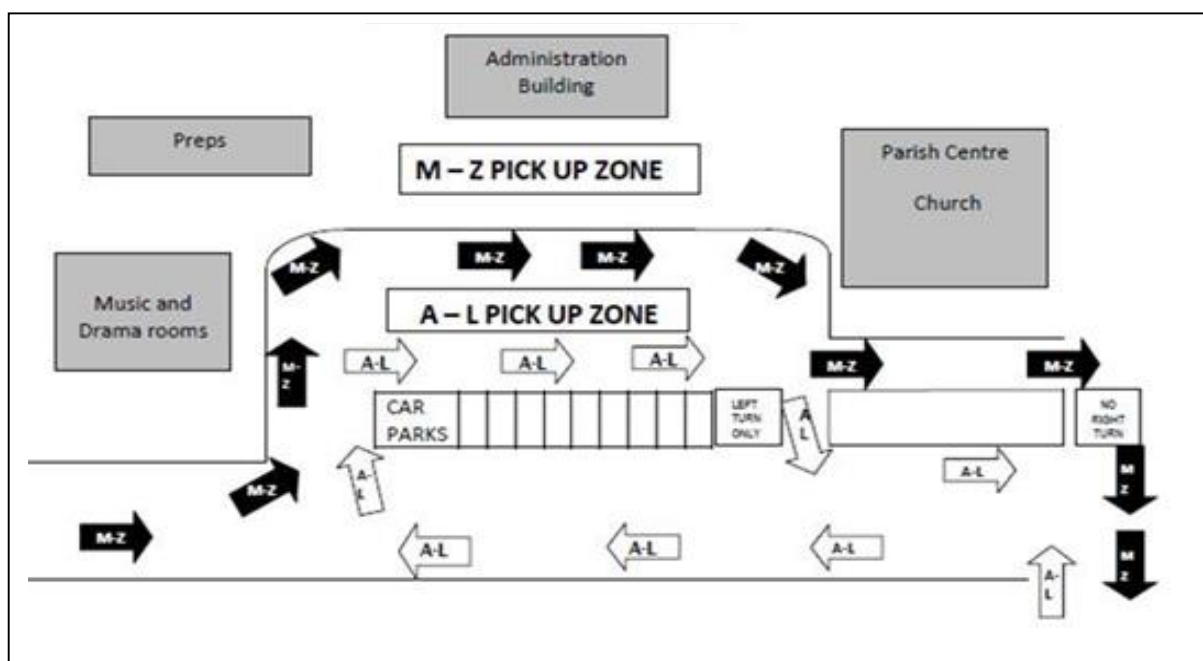 Administration
Building
Preps
M – Z PICK UP ZONE
Parish Centre
Church
M-Z
M-Z
M-Z
M-Z
Music and
Drama rooms
A – L PICK UP ZONE
M-
Z
A-L
A-L
A-L
M-Z
M-Z
CAR
PARKS
LEFT
TURN
ONLY
A
L
NO
RIGHT
TURN
M-Z
A-
L
A-L
M
Z
M-Z
A-L
A-L
A-L
M
Z
A-
L